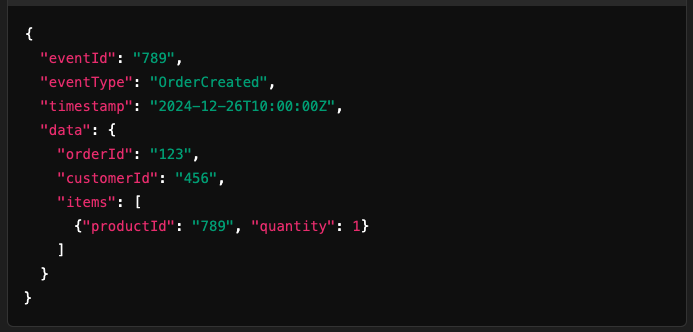 {
  "eventId": "789",
  "eventType": "OrderCreated",
  "timestamp": "2024-12-26T10:00:00Z",
  "data": {
    "orderId": "123",
    "customerId": "456",
    "items": [
      {"productId": "789", "quantity": 1}
    ]
  }
}